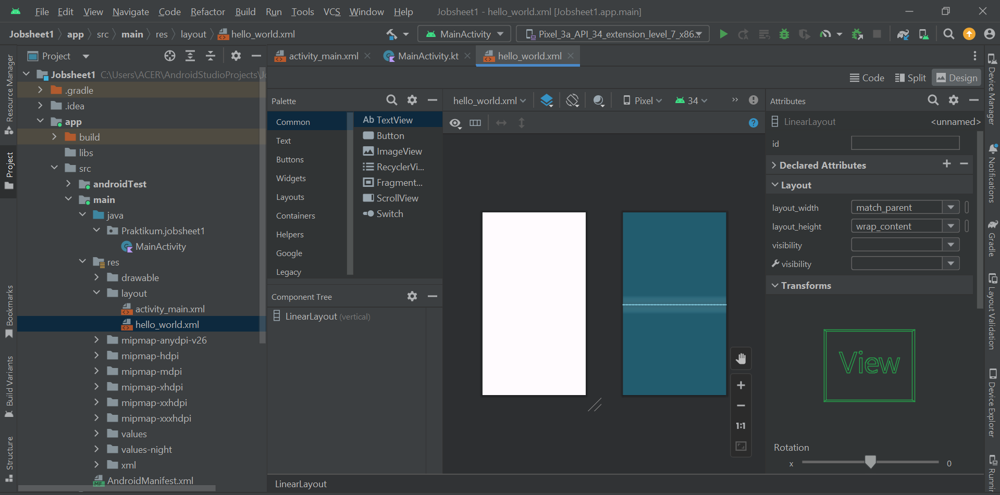 File Edit View Navigate Code Refactor Build Run Tools VCS Window Help Jobsheet1 - hello_world.xml [Jobsheet1.app.main]
Jobsheet1 app src main res layout hello_world.xml MainActivity Pixel_3a_API_34_extension_level_7_x86...
Resource Manager
Project
Bookmarks
Build Variants
Structure
Project
Jobsheet1 C:\Users\ACER\AndroidStudioProjects\
.gradle
.idea
app
build
libs
src
androidTest
main
java
Praktikum.jobsheet1
MainActivity
res
drawable
layout
activity_main.xml
hello_world.xml
mipmap-anydpi-v26
mipmap-hdpi
mipmap-mdpi
mipmap-xhdpi
mipmap-xxhdpi
mipmap-xxxhdpi
values
values-night
xml
MF AndroidManifest.xml
activity_main.xml MainActivity.kt hello_world.xml
Code Split Design
Palette
Common
Text
Buttons
Widgets
Layouts
Containers
Helpers
Google
Legacy
Ab TextView
Button
ImageView
RecyclerVi...
Fragment...
ScrollView
Switch
Component Tree
LinearLayout (vertical)
hello_world.xml Pixel 34 »
?
1:1
LinearLayout
Attributes
LinearLayout <unnamed>
id
Declared Attributes
Layout
layout_width match_parent
layout_height wrap_content
visibility
visibility
Transforms
View
Rotation
x 0
Device Manager
Notifications
Gradle
Layout Validation
Device Explorer